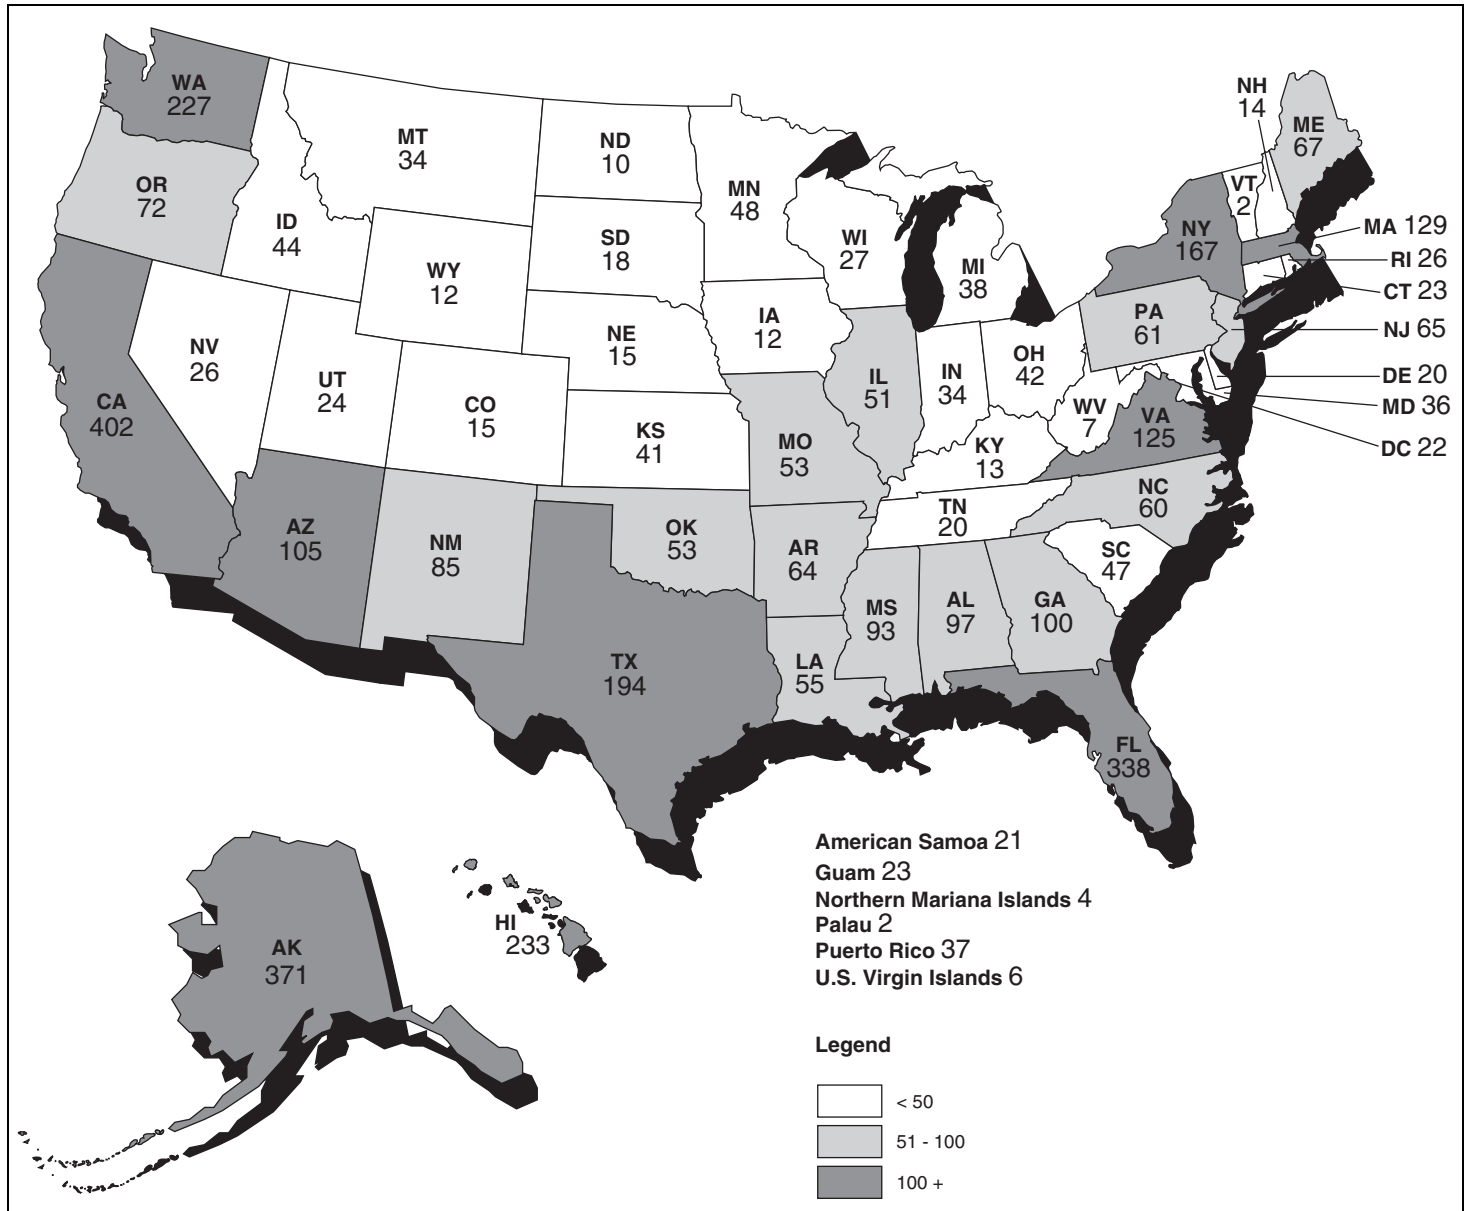 WA
227
MT
34
ND
10
MN
48
NH
14
ME
67
OR
72
ID
44
SD
18
WI
27
MI
38
VT
2
NY
167
MA 129
RI 26
CT 23
WY
12
IA
12
NE
15
PA
61
NJ 65
NV
26
UT
24
CO
15
IL
51
IN
34
OH
42
DE 20
MD 36
CA
402
KS
41
MO
53
WV
7
VA
125
DC 22
KY
13
AZ
105
NM
85
OK
53
AR
64
TN
20
NC
60
SC
47
MS
93
AL
97
GA
100
TX
194
LA
55
FL
338
AK
371
HI
233
American Samoa 21
Guam 23
Northern Mariana Islands 4
Palau 2
Puerto Rico 37
U.S. Virgin Islands 6
Legend
< 50
51 - 100
100 +